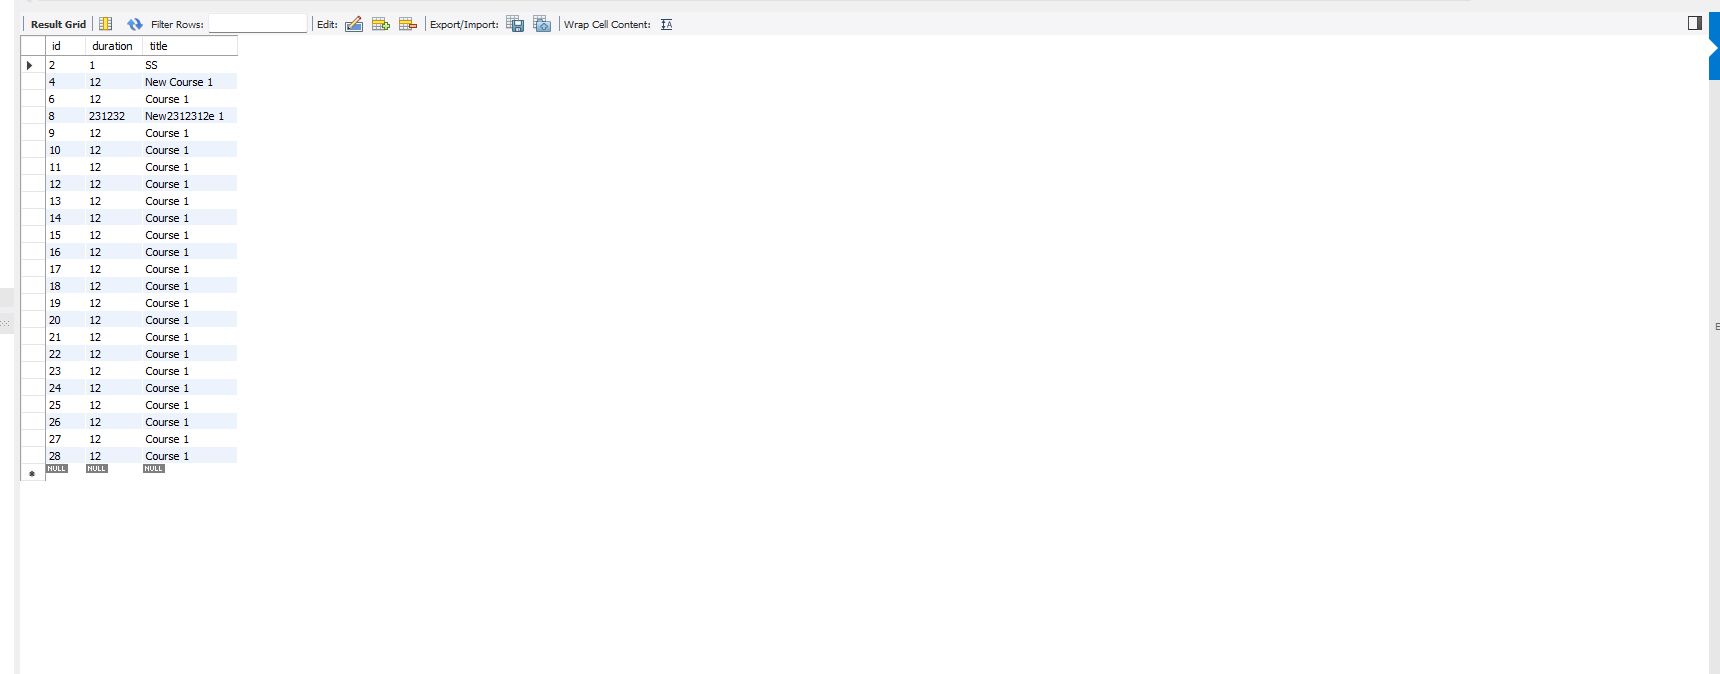 Result Grid Filter Rows: Edit: Export/Import: Wrap Cell Content:
id duration title
2 1 SS
4 12 New Course 1
6 12 Course 1
8 231232 New2312312e 1
9 12 Course 1
10 12 Course 1
11 12 Course 1
12 12 Course 1
13 12 Course 1
14 12 Course 1
15 12 Course 1
16 12 Course 1
17 12 Course 1
18 12 Course 1
19 12 Course 1
20 12 Course 1
21 12 Course 1
22 12 Course 1
23 12 Course 1
24 12 Course 1
25 12 Course 1
26 12 Course 1
27 12 Course 1
28 12 Course 1
NULL NULL NULL